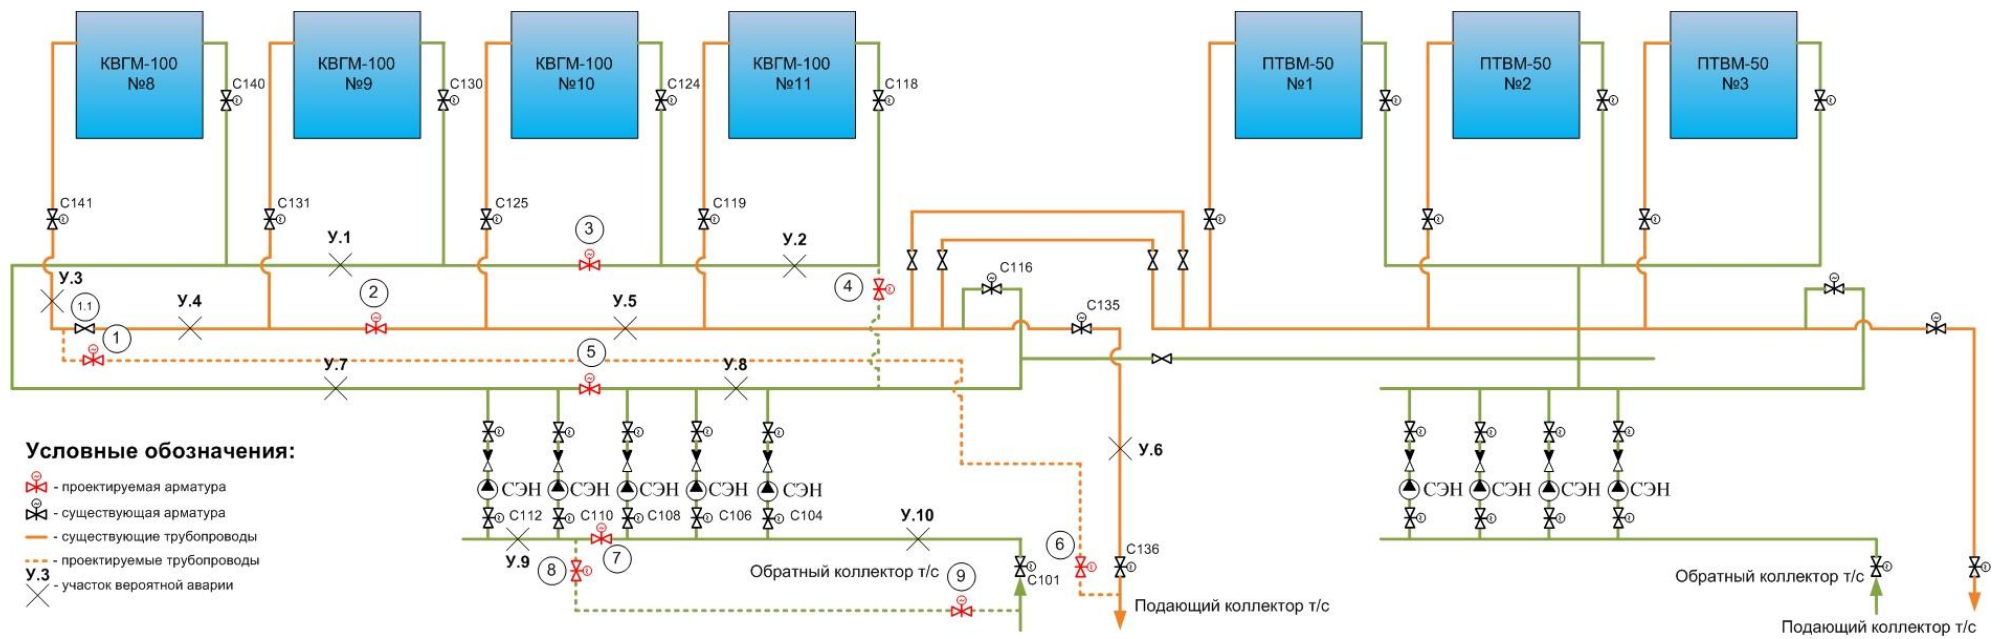 КВГМ-100
№8
КВГМ-100
№9
КВГМ-100
№10
КВГМ-100
№11
ПТВМ-50
№1
ПТВМ-50
№2
ПТВМ-50
№3
С140
С130
С124
С118
С141
С131
С125
С119
3
У.1
У.2
У.3
1.1
У.4
2
У.5
4
С116
С135
1
5
У.7
У.8
У.6
СЭН
СЭН
СЭН
СЭН
СЭН
СЭН
СЭН
СЭН
СЭН
С112
С110
С108
С106
С104
У.10
У.9
7
8
6
9
С136
С101
Обратный коллектор т/с
Подающий коллектор т/с
Обратный коллектор т/с
Подающий коллектор т/с
Условные обозначения:
- проектируемая арматура
- существующая арматура
- существующие трубопроводы
- проектируемые трубопроводы
У.3
- участок вероятной аварии